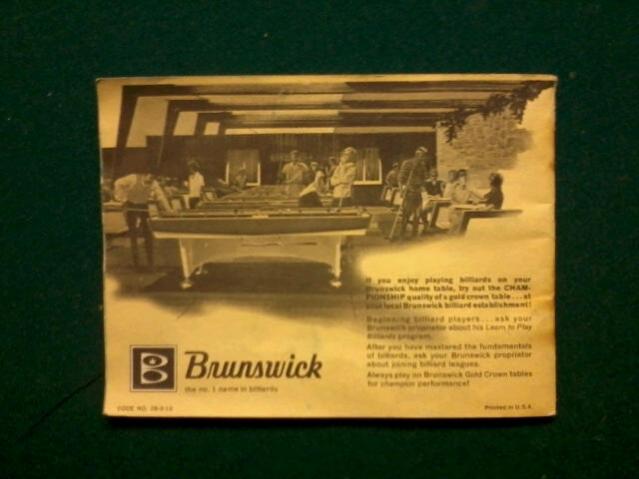 If you enjoy playing billiards on your
Brunswick home table, try out the CHAM-
PIONSHIP quality of a gold crown table...at
your local Brunswick billiard establishment!
Beginning billiard players...ask your
Brunswick proprietor about his Learn to Play
Billiards program.
After you have mastered the fundamentals
of billiards, ask your Brunswick proprietor
about joining billiard leagues.
Always play on Brunswick Gold Crown tables
for champion performance!
B Brunswick
the no. 1 name in billiards
CODE NO.
Printed in U.S.A.